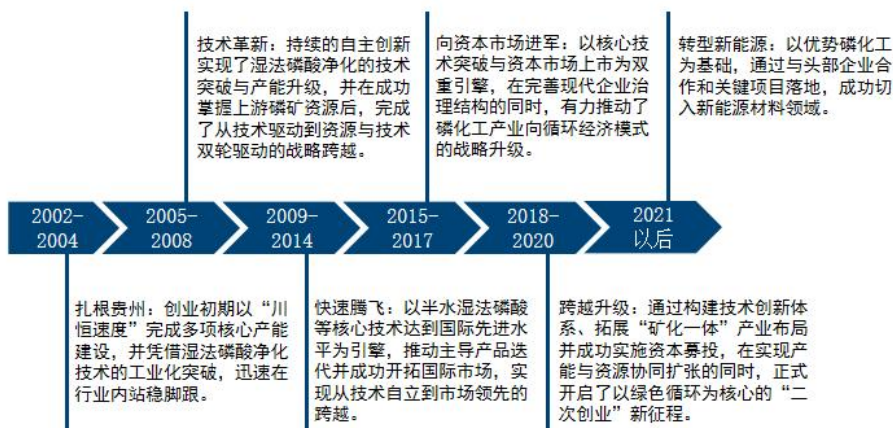 技术革新：持续的自主创新
实现了湿法磷酸净化的技术
突破与产能升级，并在成功
掌握上游磷矿资源后，完成
了从技术驱动到资源与技术
双轮驱动的战略跨越。
向资本市场进军：以核心技
术突破与资本市场上市为双
重引擎，在完善现代企业治
理结构的同时，有力推动了
磷化工产业向循环经济模式
的战略升级。
转型新能源：以优势磷化工
为基础，通过与头部企业合
作和关键项目落地，成功切
入新能源材料领域。
2002-
2004
2005-
2008
2009-
2014
2015-
2017
2018-
2020
2021
以后
扎根贵州：创业初期以“川
恒速度”完成多项核心产能
建设，并凭借湿法磷酸净化
技术的工业化突破，迅速在
行业内站稳脚跟。
快速腾飞：以半水湿法磷酸
等核心技术达到国际先进水
平为引擎，推动主导产品迭
代并成功开拓国际市场，实
现从技术自立到市场领先的
跨越。
跨越升级：通过构建技术创新体
系、拓展“矿化一体”产业布局
并成功实施资本募投，在实现产
能与资源协同扩张的同时，正式
开启了以绿色循环为核心的“二
次创业”新征程。